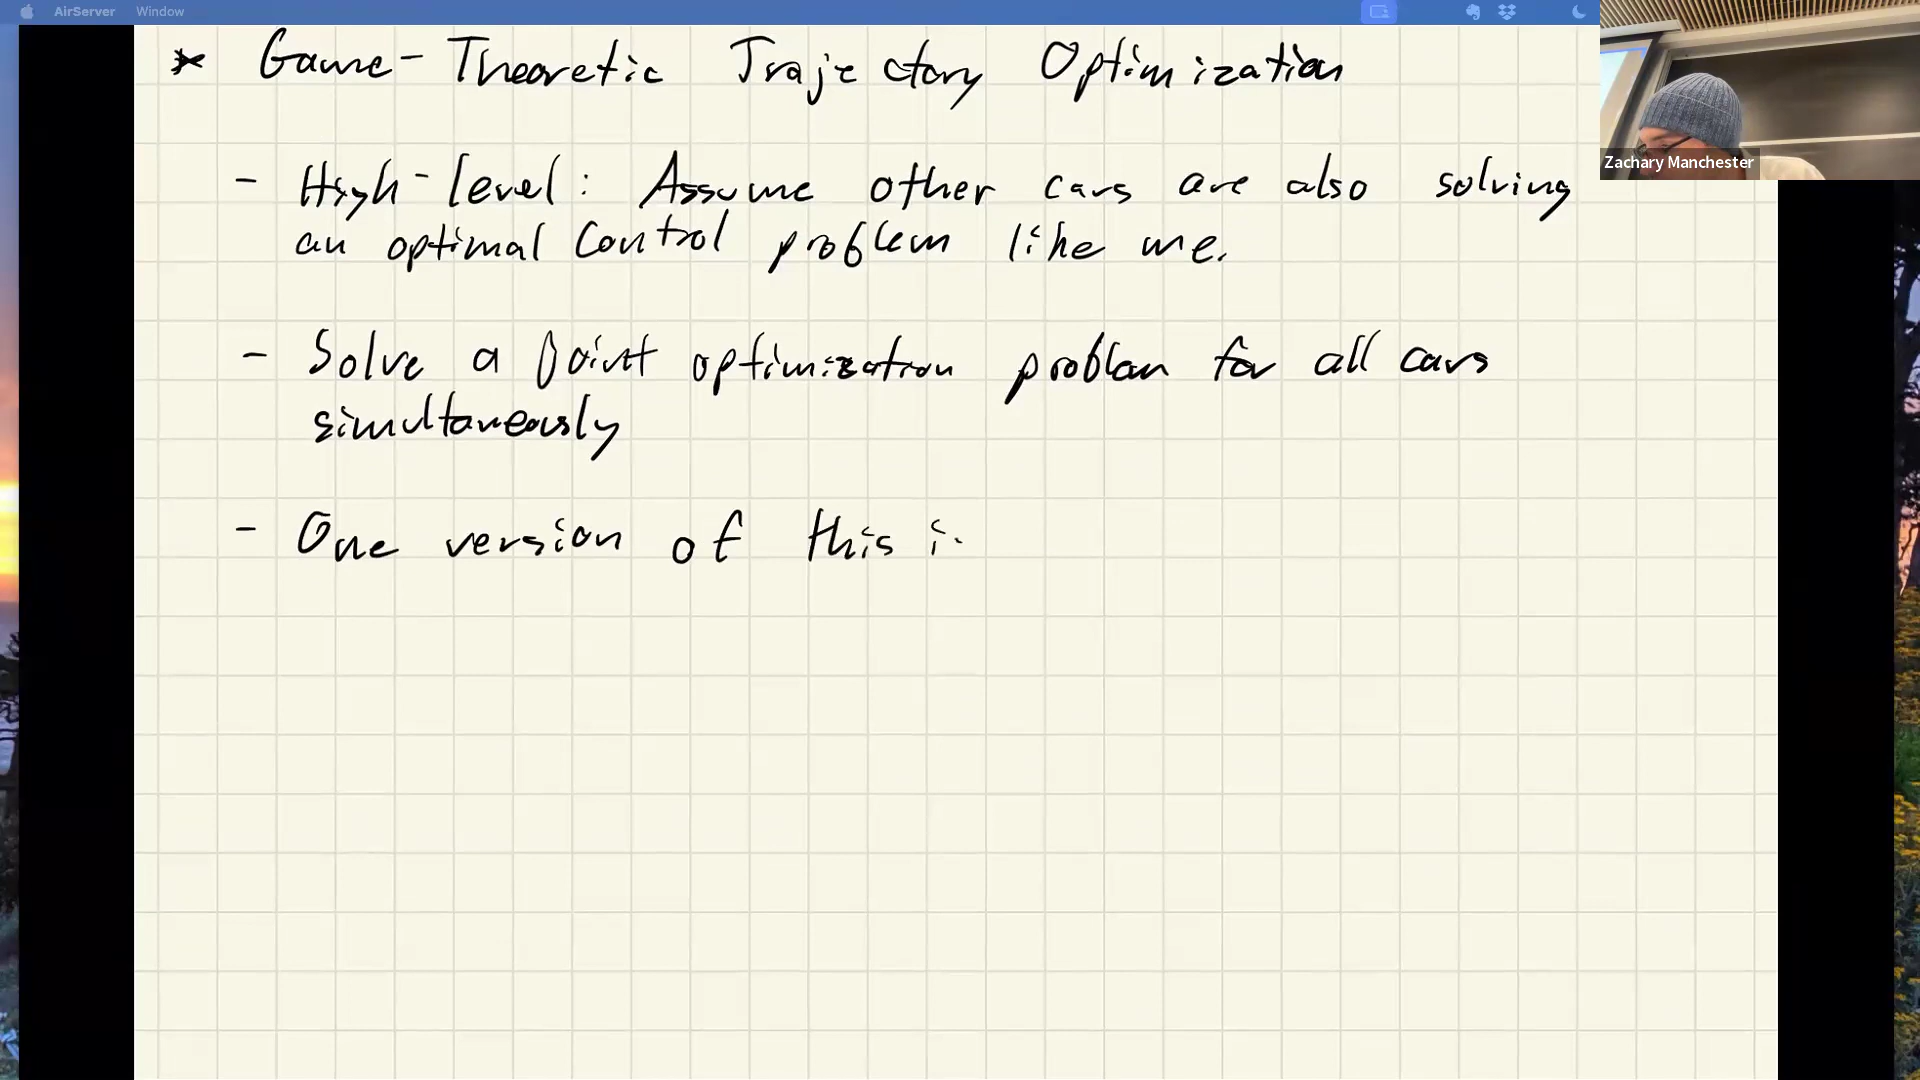 AirServer Window
* Game-Theoretic Trajectory Optimization
- High-level: Assume other cars are also solving
an optimal control problem like me.
- Solve a joint optimization problem for all cars
simultaneously
- One version of this i
Zachary Manchester